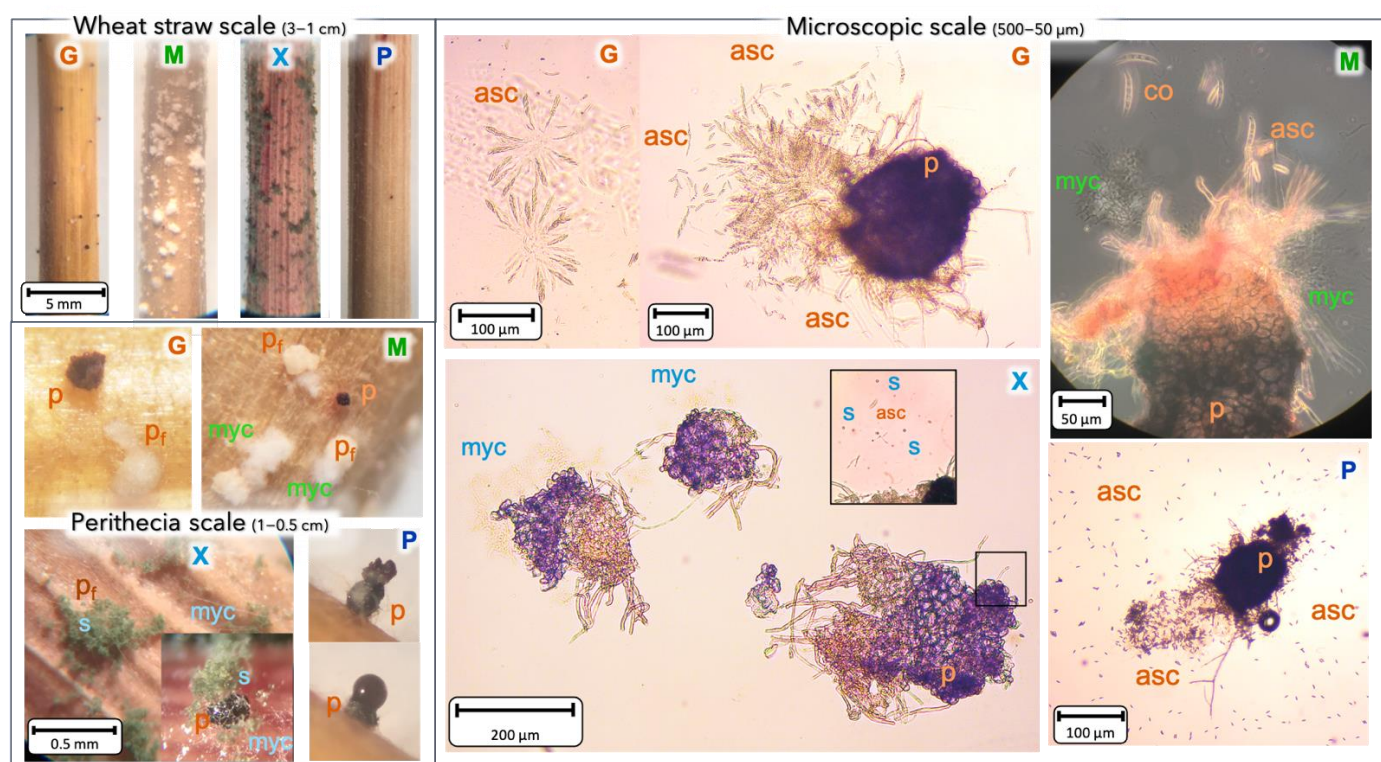 Wheat straw scale (3–1 cm)
G
M
X
P
5 mm
G
p
pf
M
pf
p
myc
pf
myc
Perithecia scale (1–0.5 cm)
X
pf
s
myc
s
p
myc
0.5 mm
P
p
p
Microscopic scale (500–50 µm)
G
asc
100 µm
asc
G
asc
p
asc
100 µm
M
co
asc
myc
myc
p
50 µm
myc
X
myc
s
s
asc
s
p
200 µm
P
asc
asc
p
asc
asc
100 µm